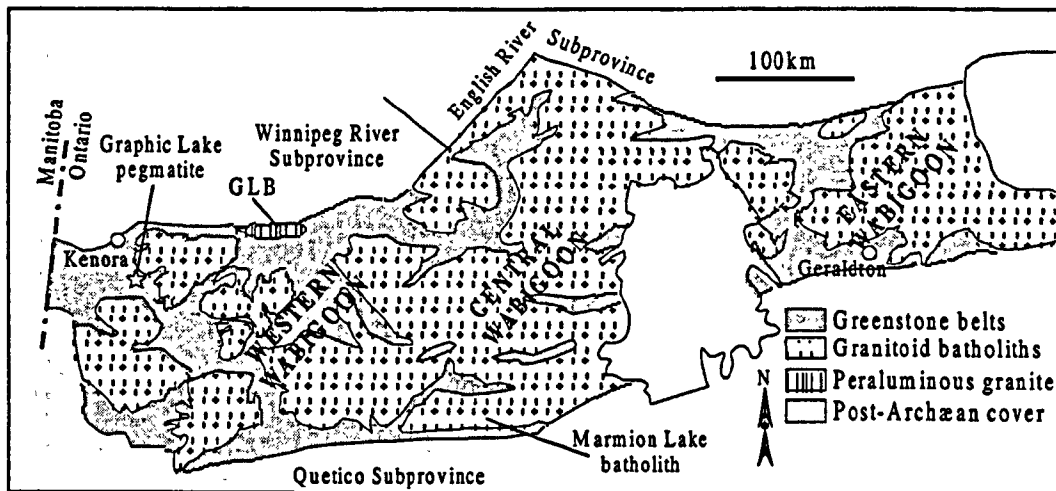 English River
Subprovince
100km
Manitoba
Ontario
Graphic Lake
pegmatite
Winnipeg River
Subprovince
GLB
Kenora
WESTERN
WABIGOON
CENTRAL
WABIGOON
EASTERN
WABIGOON
Geraldton
Greenstone belts
Granitoid batholiths
Peraluminous granite
Post-Archæan cover
N
Marmion Lake
batholith
Quetico Subprovince